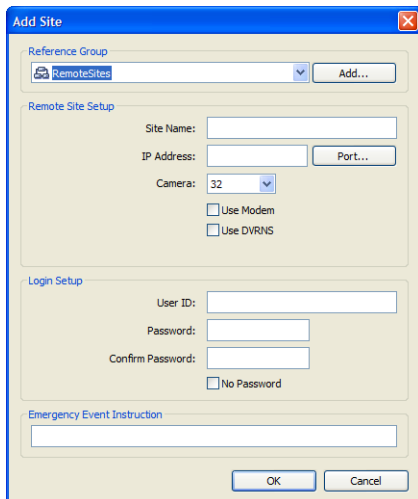 Add Site
Reference Group
RemoteSites
Add...
Remote Site Setup
Site Name:
IP Address:
Port...
Camera:
32
Use Modem
Use DVRNS
Login Setup
User ID:
Password:
Confirm Password:
No Password
Emergency Event Instruction
OK
Cancel